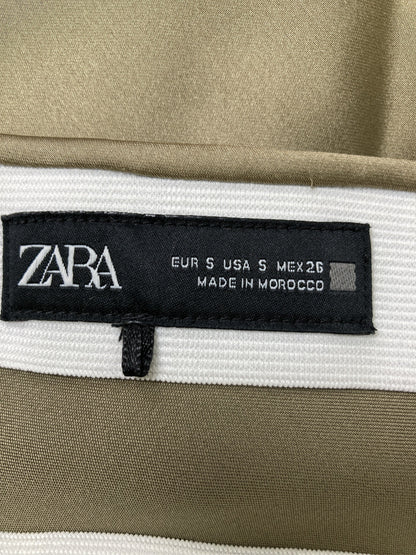 ZARA
EUR S USA S MEX 26
MADE IN MOROCCO